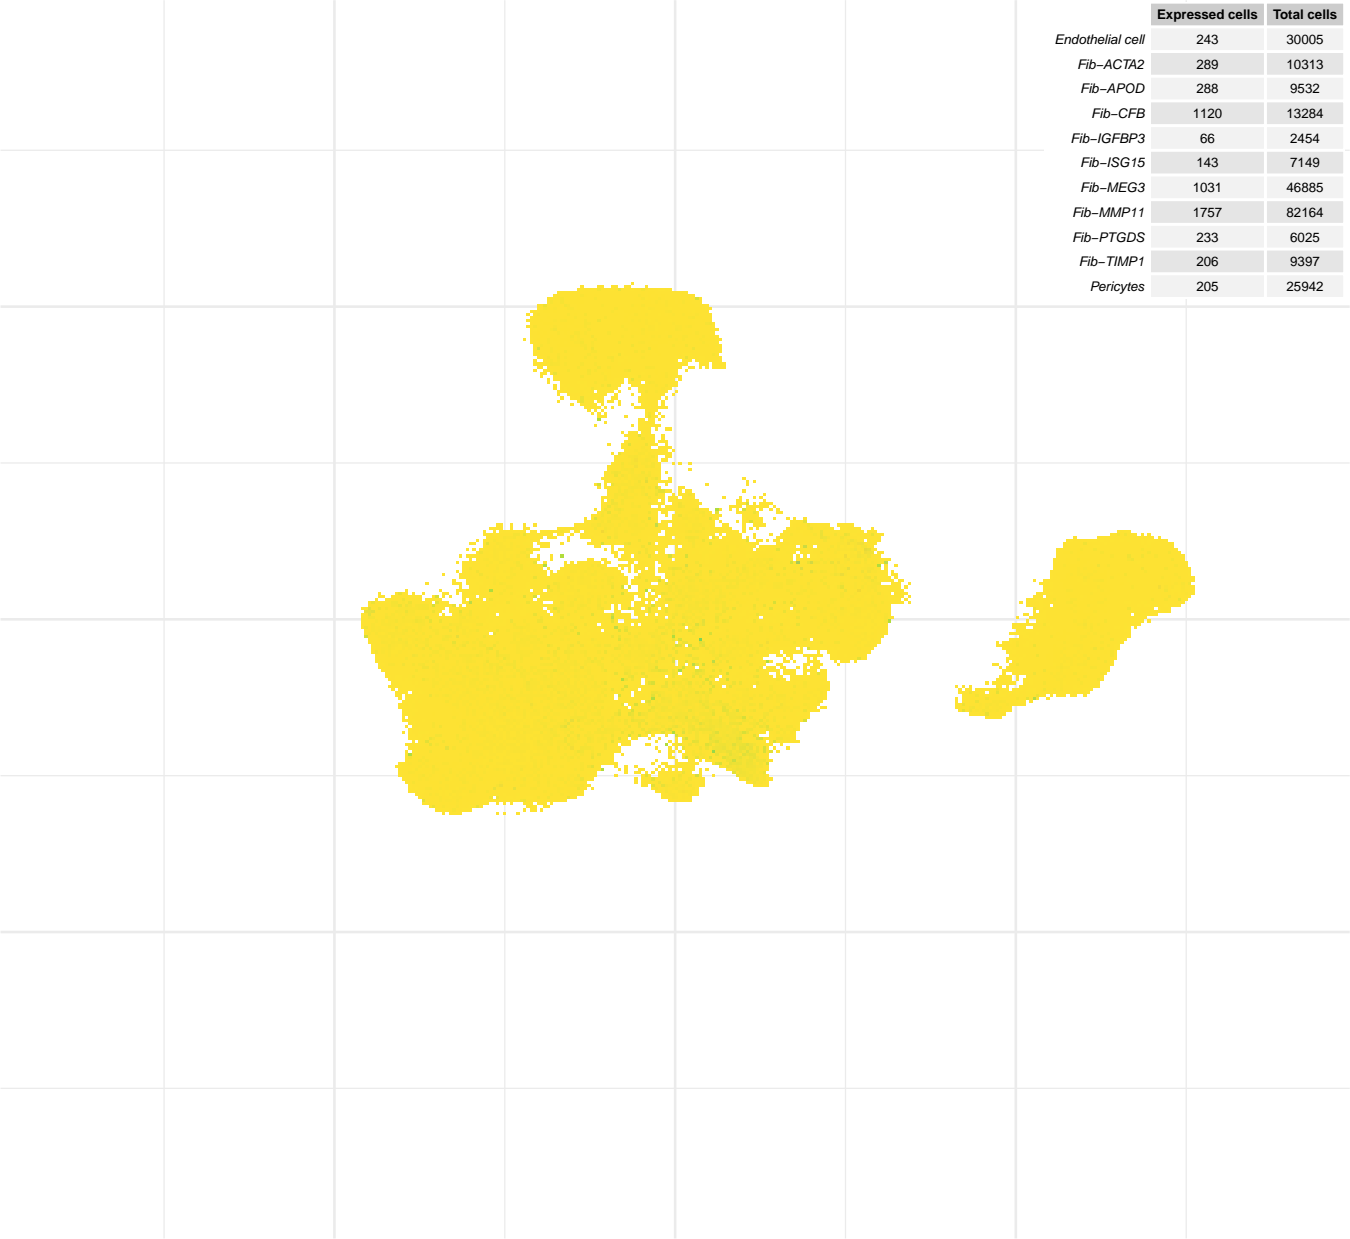 Expressed cells Total cells
Endothelial cell 243 30005
Fib−ACTA2 289 10313
Fib−APOD 288 9532
Fib−CFB 1120 13284
Fib−IGFBP3 66 2454
Fib−ISG15 143 7149
Fib−MEG3 1031 46885
Fib−MMP11 1757 82164
Fib−PTGDS 233 6025
Fib−TIMP1 206 9397
Pericytes 205 25942